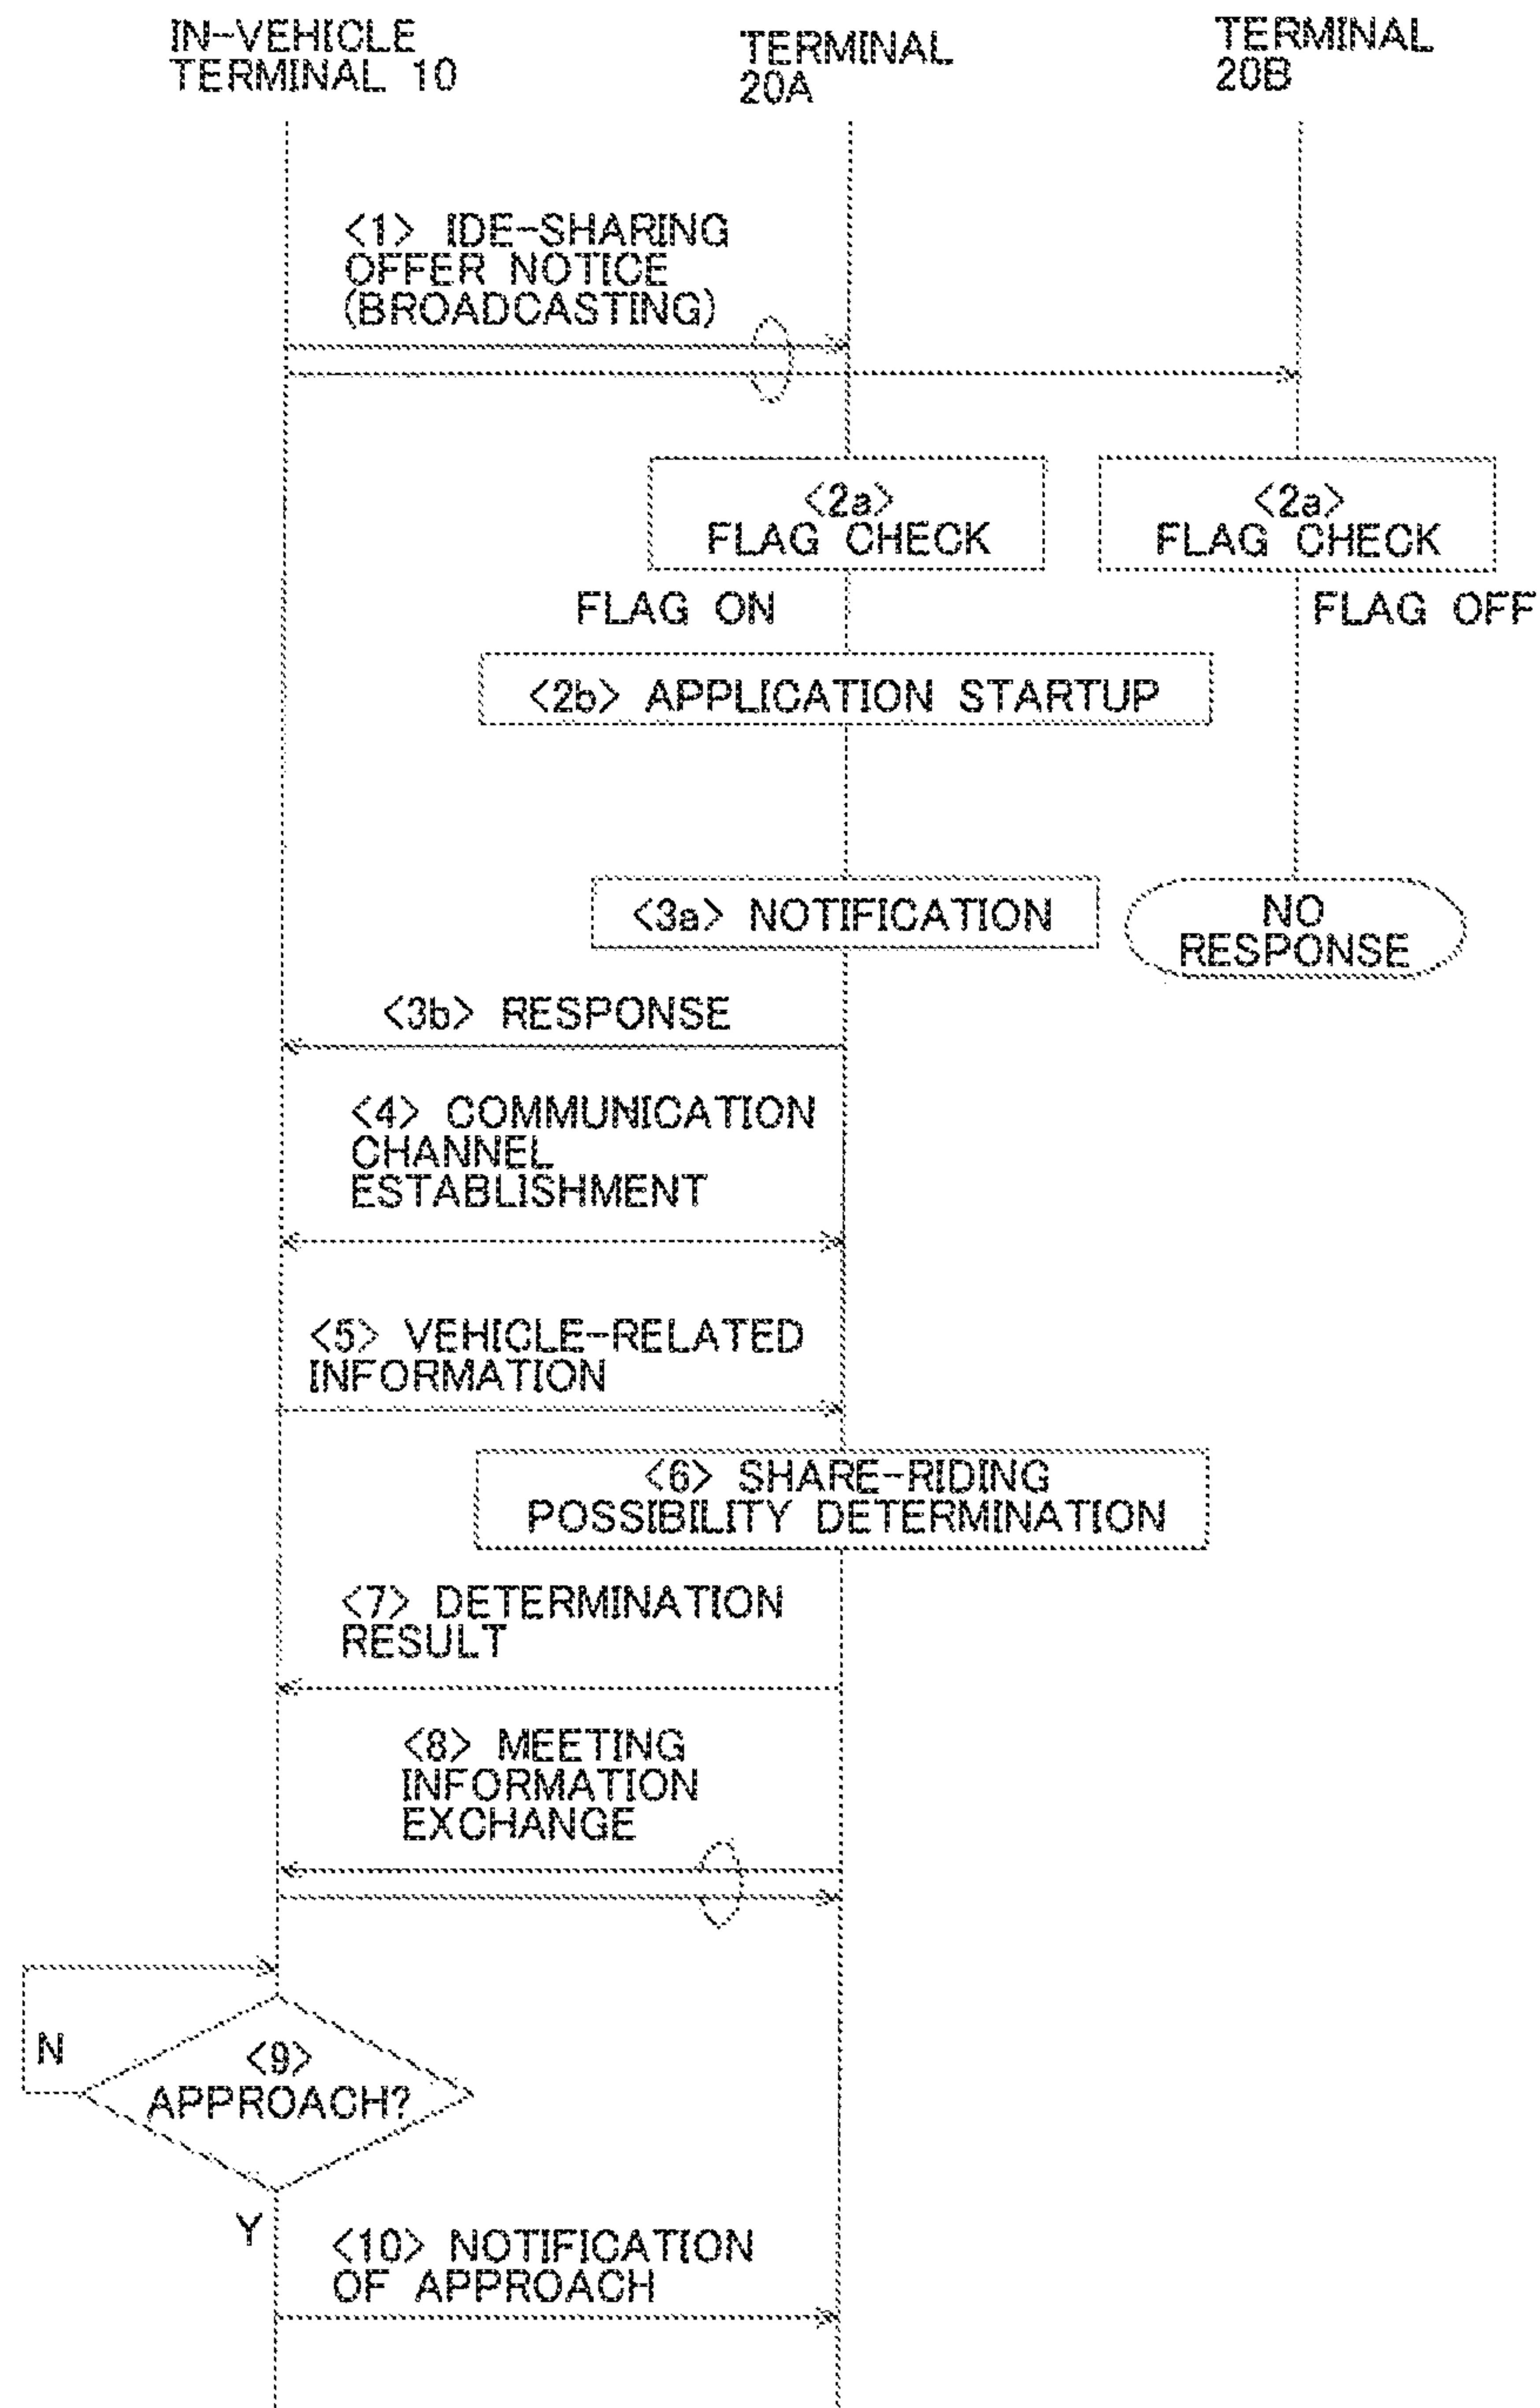 IN-VEHICLE
TERMINAL 10
TERMINAL
20A
TERMINAL
20B
<1> IDE-SHARING
OFFER NOTICE
(BROADCASTING)
<2a>
FLAG CHECK
<2a>
FLAG CHECK
FLAG ON
FLAG OFF
<2b> APPLICATION STARTUP
<3a> NOTIFICATION
NO
RESPONSE
<3b> RESPONSE
<4> COMMUNICATION
CHANNEL
ESTABLISHMENT
<5> VEHICLE-RELATED
INFORMATION
<6> SHARE-RIDING
POSSIBILITY DETERMINATION
<7> DETERMINATION
RESULT
<8> MEETING
INFORMATION
EXCHANGE
N
<9>
APPROACH?
Y
<10> NOTIFICATION
OF APPROACH